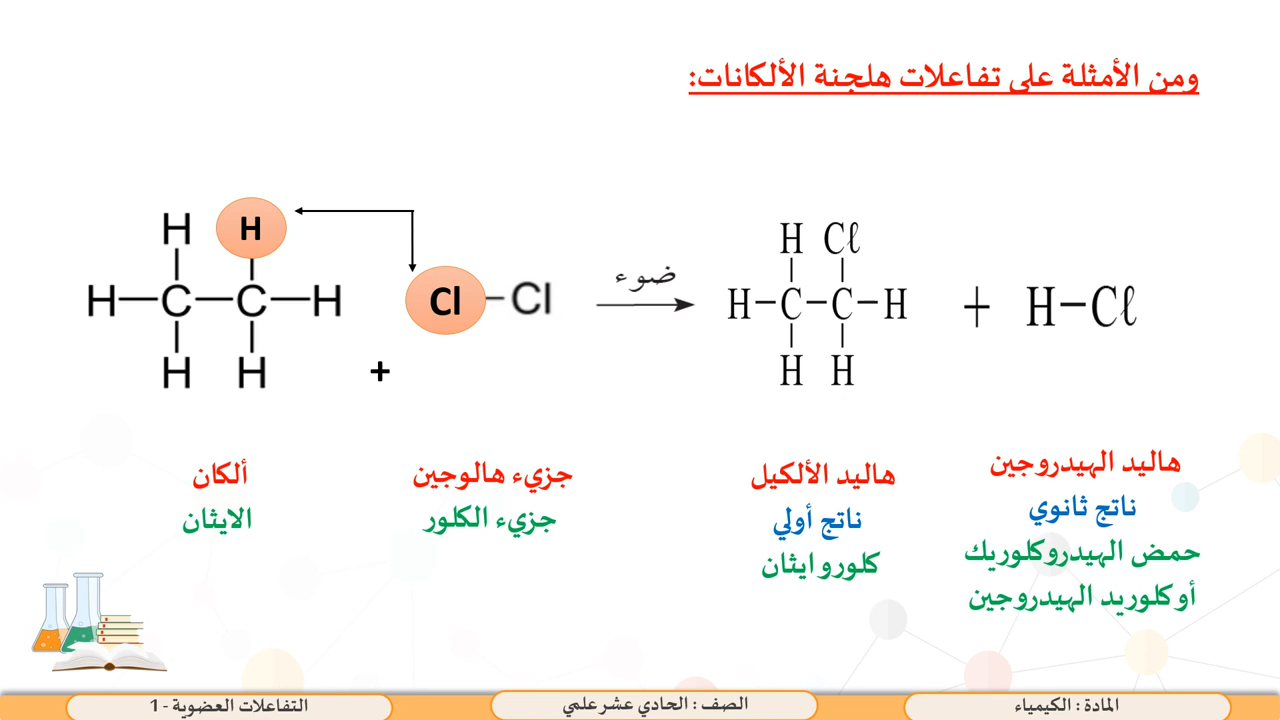 ومن الأمثلة على تفاعلات هلجنة الألكانات:
H H
H–C–C–H
H H
+
Cl–Cl
ضوء
H Cℓ
H–C–C–H
H H
+
H–Cℓ
ألكان
الايثان
جزيء هالوجين
جزيء الكلور
هاليد الألكيل
ناتج أولي
كلورو ايثان
هاليد الهيدروجين
ناتج ثانوي
حمض الهيدروكلوريك
أو كلوريد الهيدروجين
المادة : الكيمياء
الصف : الحادي عشر علمي
التفاعلات العضوية - 1